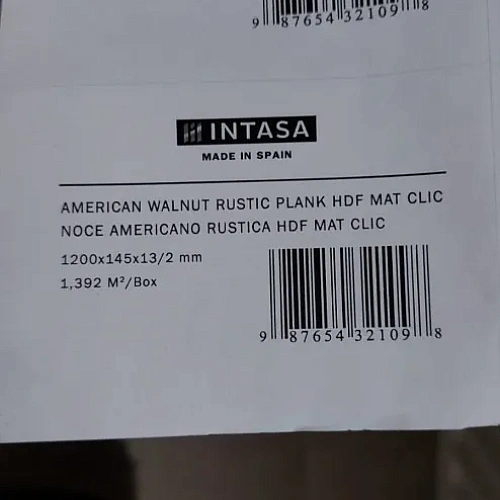 9 87654 32109 8
INTASA
MADE IN SPAIN
AMERICAN WALNUT RUSTIC PLANK HDF MAT CLIC
NOCE AMERICANO RUSTICA HDF MAT CLIC
1200x145x13/2 mm
1,392 M²/Box
9 87654 32109 8